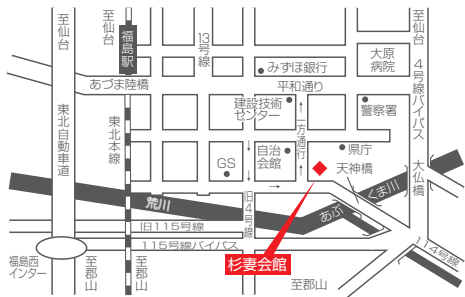 至仙台
至仙台
至仙台
福島駅
13号線
大原
病院
みずほ銀行
あづま陸橋
平和通り
4号線バイパス
建設技術
センター
警察署
東北自動車道
東北本線
一方通行
県庁
自治
会館
GS
天神橋
大仏橋
くま川
あぶ
荒川
旧4号線
旧115号線
115号線バイパス
114号線
杉妻会館
福島西
インター
至郡山
至郡山
至郡山